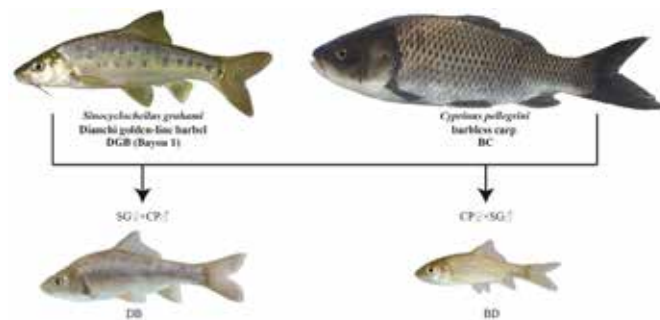 Sinocyclocheilus grahami
Dianchi golden-line barbel
DGB (Bayou 1)
Cyprinus pellegrini
barbless carp
BC
SG♀×CP♂
CP♀×SG♂
DB
BD